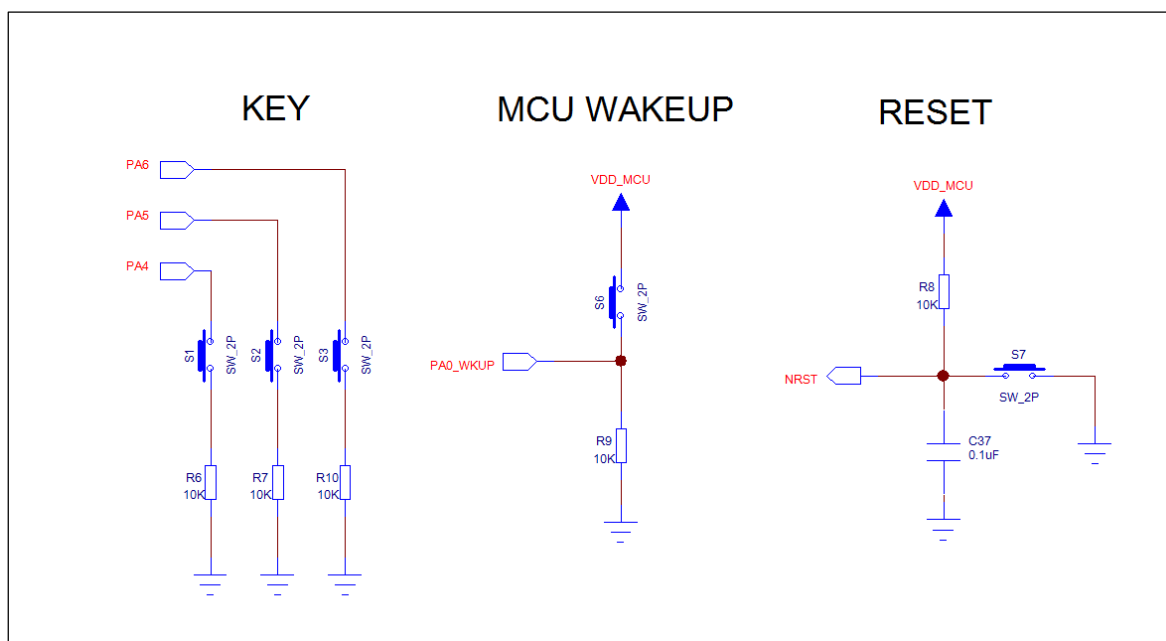 KEY
MCU WAKEUP
RESET
PA6
PA5
PA4
S1
SW_2P
S2
SW_2P
S3
SW_2P
R6
10K
R7
10K
R10
10K
VDD_MCU
S6
SW_2P
PA0_WKUP
R9
10K
VDD_MCU
R8
10K
NRST
S7
SW_2P
C37
0.1uF